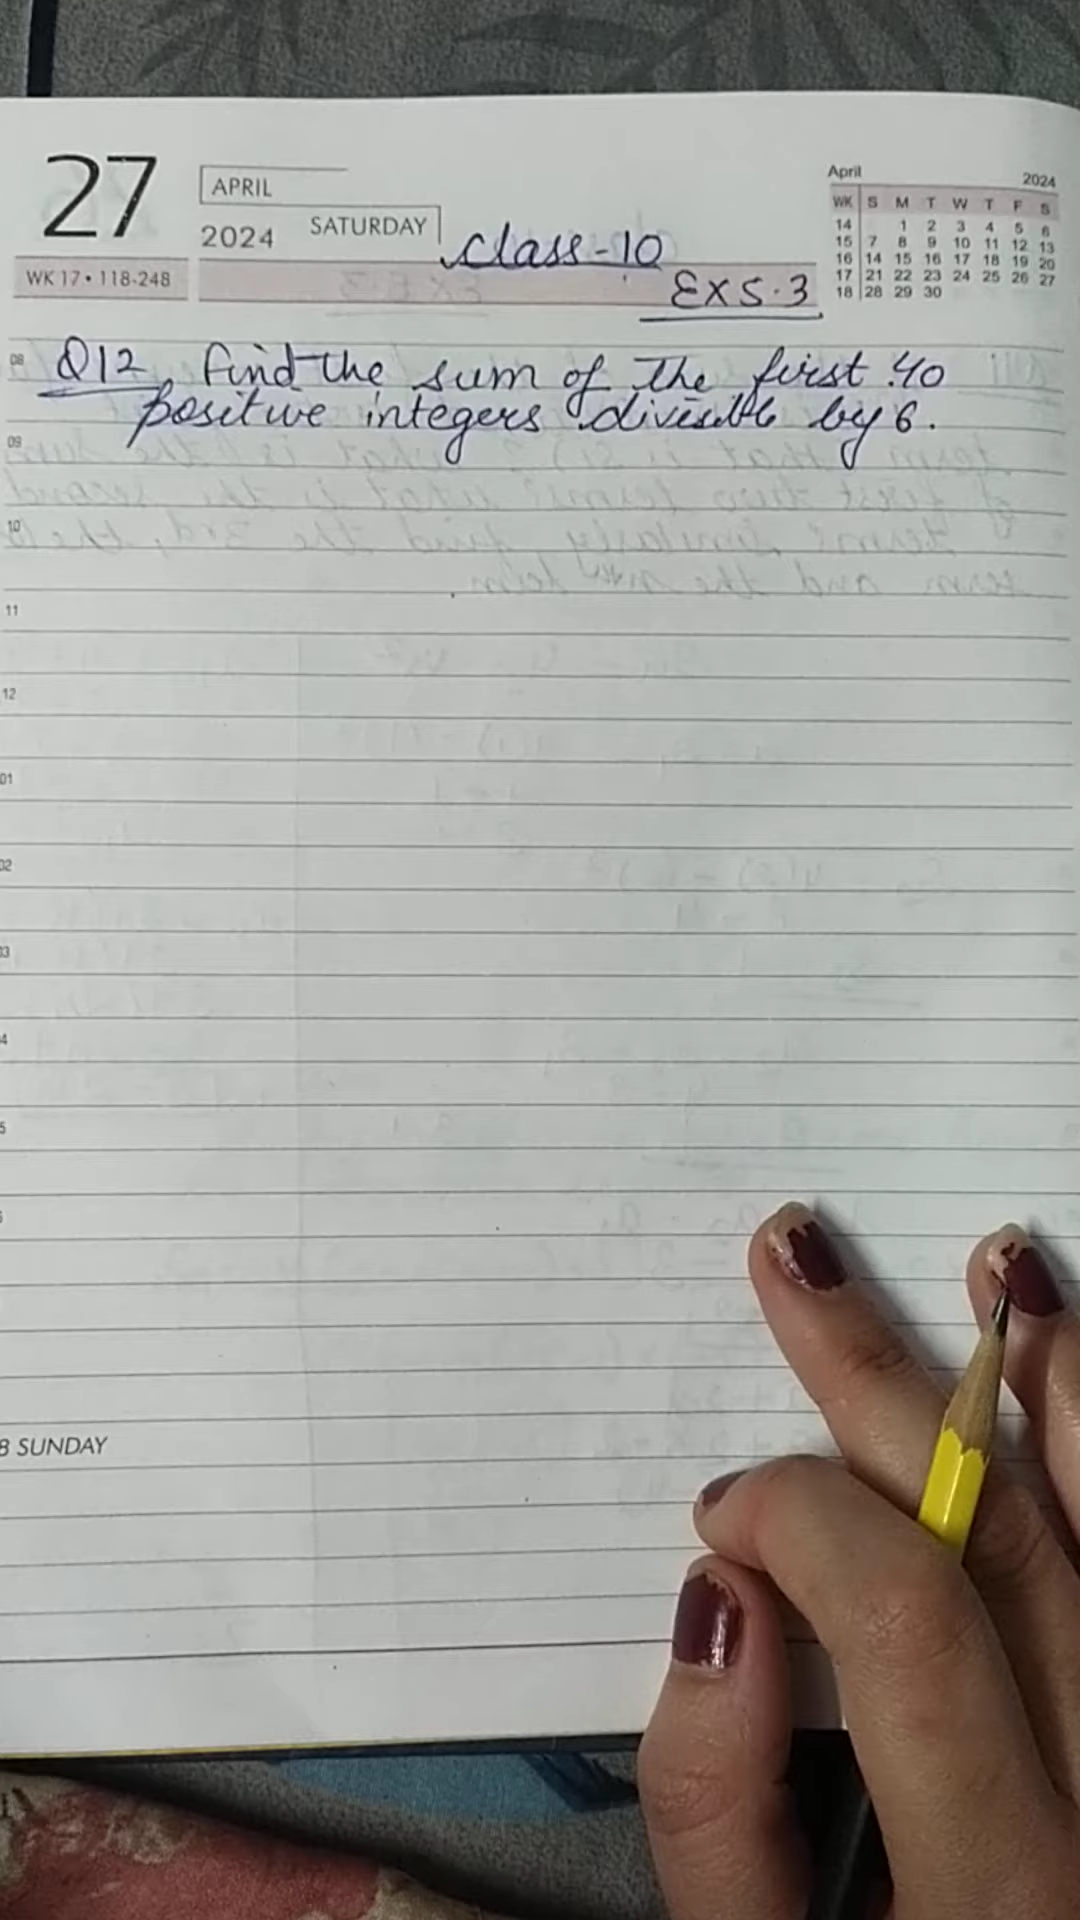 27
APRIL
2024 SATURDAY
WK 17 • 118-248
Class-10
EX 5.3
April 2024
WK S M T W T F S
14 1 2 3 4 5 6
15 7 8 9 10 11 12 13
16 14 15 16 17 18 19 20
17 21 22 23 24 25 26 27
18 28 29 30
08
Q12. Find the sum of the first 40
positive integers divisible by 6.
09
10
11
12
01
02
03
4
5
8 SUNDAY